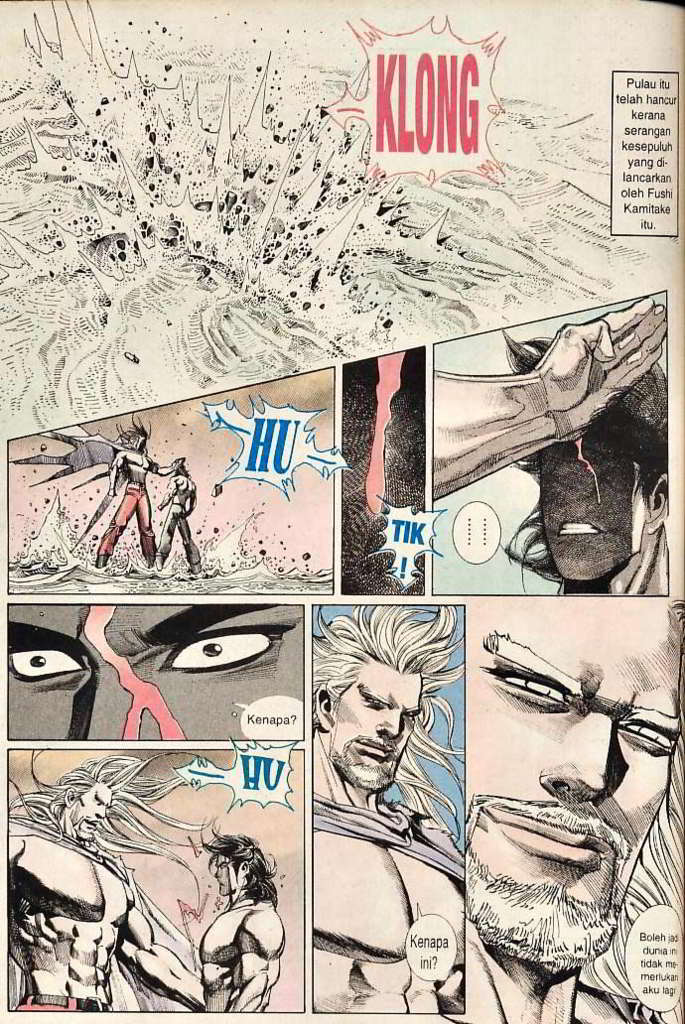 KLONG
Pulau itu
telah hancur
kerana
serangan
kesepuluh
yang di-
lancarkan
oleh Fushi
Kamitake
itu.
HU
TIK
!
......
Kenapa?
HU
Kenapa
ini?
Boleh jadi
dunia ini
tidak me-
merlukan
aku lagi